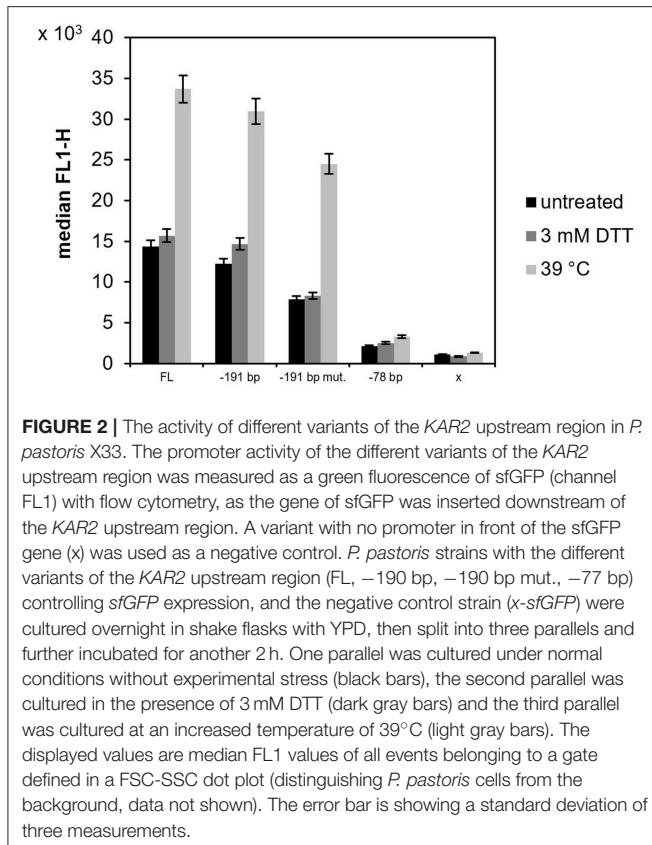 x 10³
40
35
30
25
20
15
10
5
0
median FL1-H
untreated
3 mM DTT
39 °C
FL
-191 bp
-191 bp mut.
-78 bp
x
FIGURE 2 | The activity of different variants of the KAR2 upstream region in P.
pastoris X33. The promoter activity of the different variants of the KAR2
upstream region was measured as a green fluorescence of sfGFP (channel
FL1) with flow cytometry, as the gene of sfGFP was inserted downstream of
the KAR2 upstream region. A variant with no promoter in front of the sfGFP
gene (x) was used as a negative control. P. pastoris strains with the different
variants of the KAR2 upstream region (FL, −190 bp, −190 bp mut., −77 bp)
controlling sfGFP expression, and the negative control strain (x-sfGFP) were
cultured overnight in shake flasks with YPD, then split into three parallels and
further incubated for another 2 h. One parallel was cultured under normal
conditions without experimental stress (black bars), the second parallel was
cultured in the presence of 3 mM DTT (dark gray bars) and the third parallel
was cultured at an increased temperature of 39°C (light gray bars). The
displayed values are median FL1 values of all events belonging to a gate
defined in a FSC-SSC dot plot (distinguishing P. pastoris cells from the
background, data not shown). The error bar is showing a standard deviation of
three measurements.